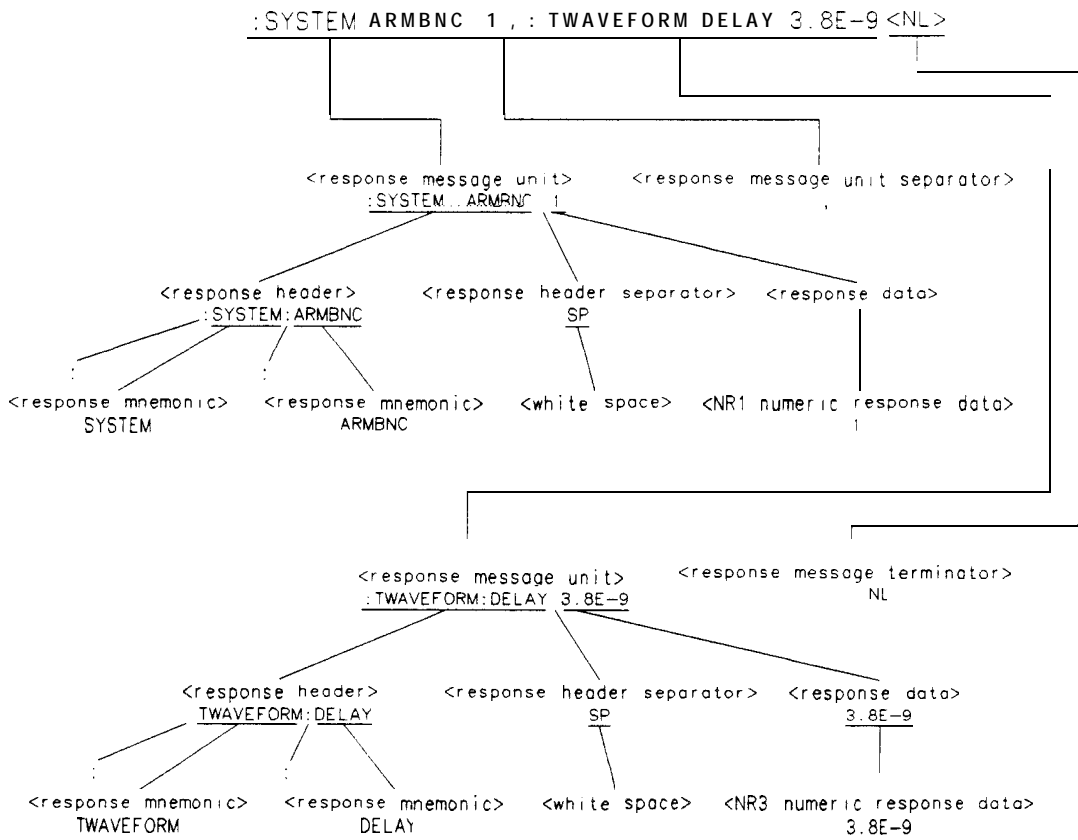 :SYSTEM ARMBNC 1 , : TWAVEFORM DELAY 3.8E-9 <NL>
<response message unit> <response message unit separator>
:SYSTEM..ARMBNC 1 ,
<response header> <response header separator> <response data>
:SYSTEM:ARMBNC SP
: :
<response mnemonic> <response mnemonic> <white space> <NR1 numeric response data>
SYSTEM ARMBNC 1
<response message unit> <response message terminator>
:TWAVEFORM:DELAY 3.8E-9 NL
<response header> <response header separator> <response data>
TWAVEFORM:DELAY SP 3.8E-9
: :
<response mnemonic> <response mnemonic> <white space> <NR3 numeric response data>
TWAVEFORM DELAY 3.8E-9